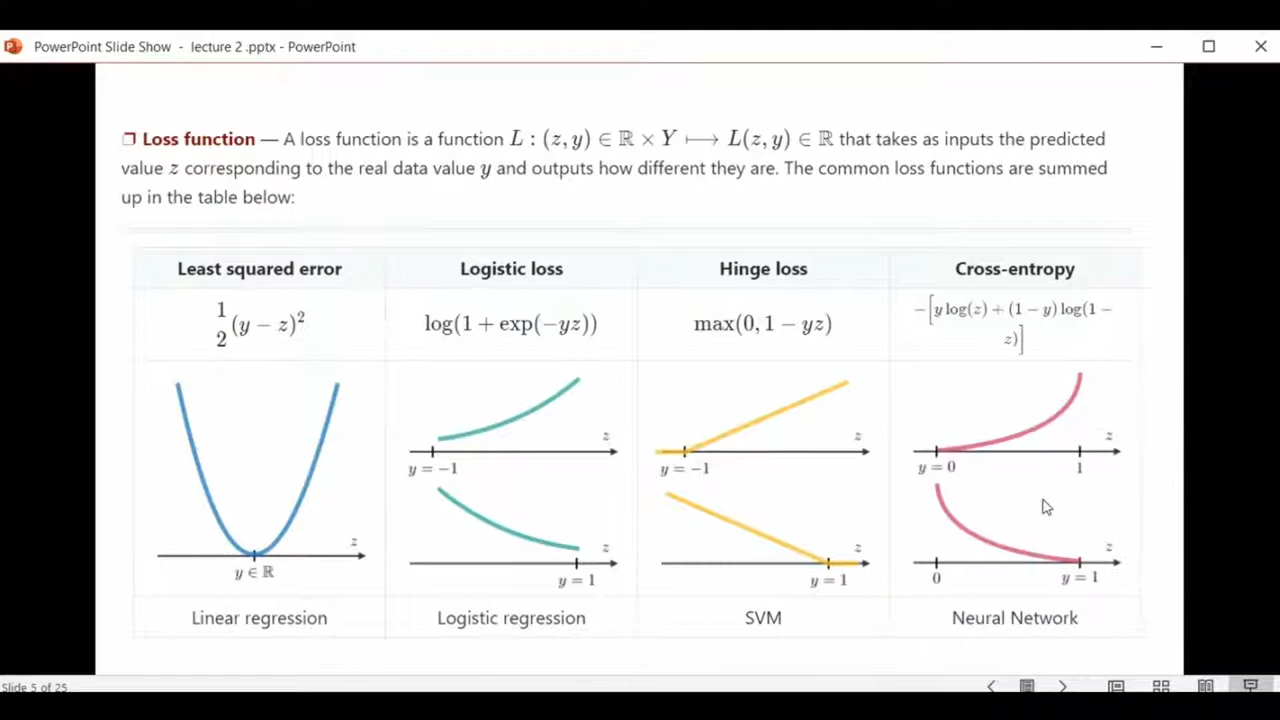 PowerPoint Slide Show - lecture 2 .pptx - PowerPoint
❐ Loss function — A loss function is a function L : (z, y) ∈ ℝ × Y ⟼ L(z, y) ∈ ℝ that takes as inputs the predicted
value z corresponding to the real data value y and outputs how different they are. The common loss functions are summed
up in the table below:
Least squared error Logistic loss Hinge loss Cross-entropy
1/2 (y − z)² log(1 + exp(−yz)) max(0, 1 − yz) −[y log(z) + (1 − y) log(1 −
z)]
z z z
y = −1 y = −1 y = 0 1
z z z z
y ∈ ℝ y = 1 y = 1 0 y = 1
Linear regression Logistic regression SVM Neural Network
Slide 5 of 25